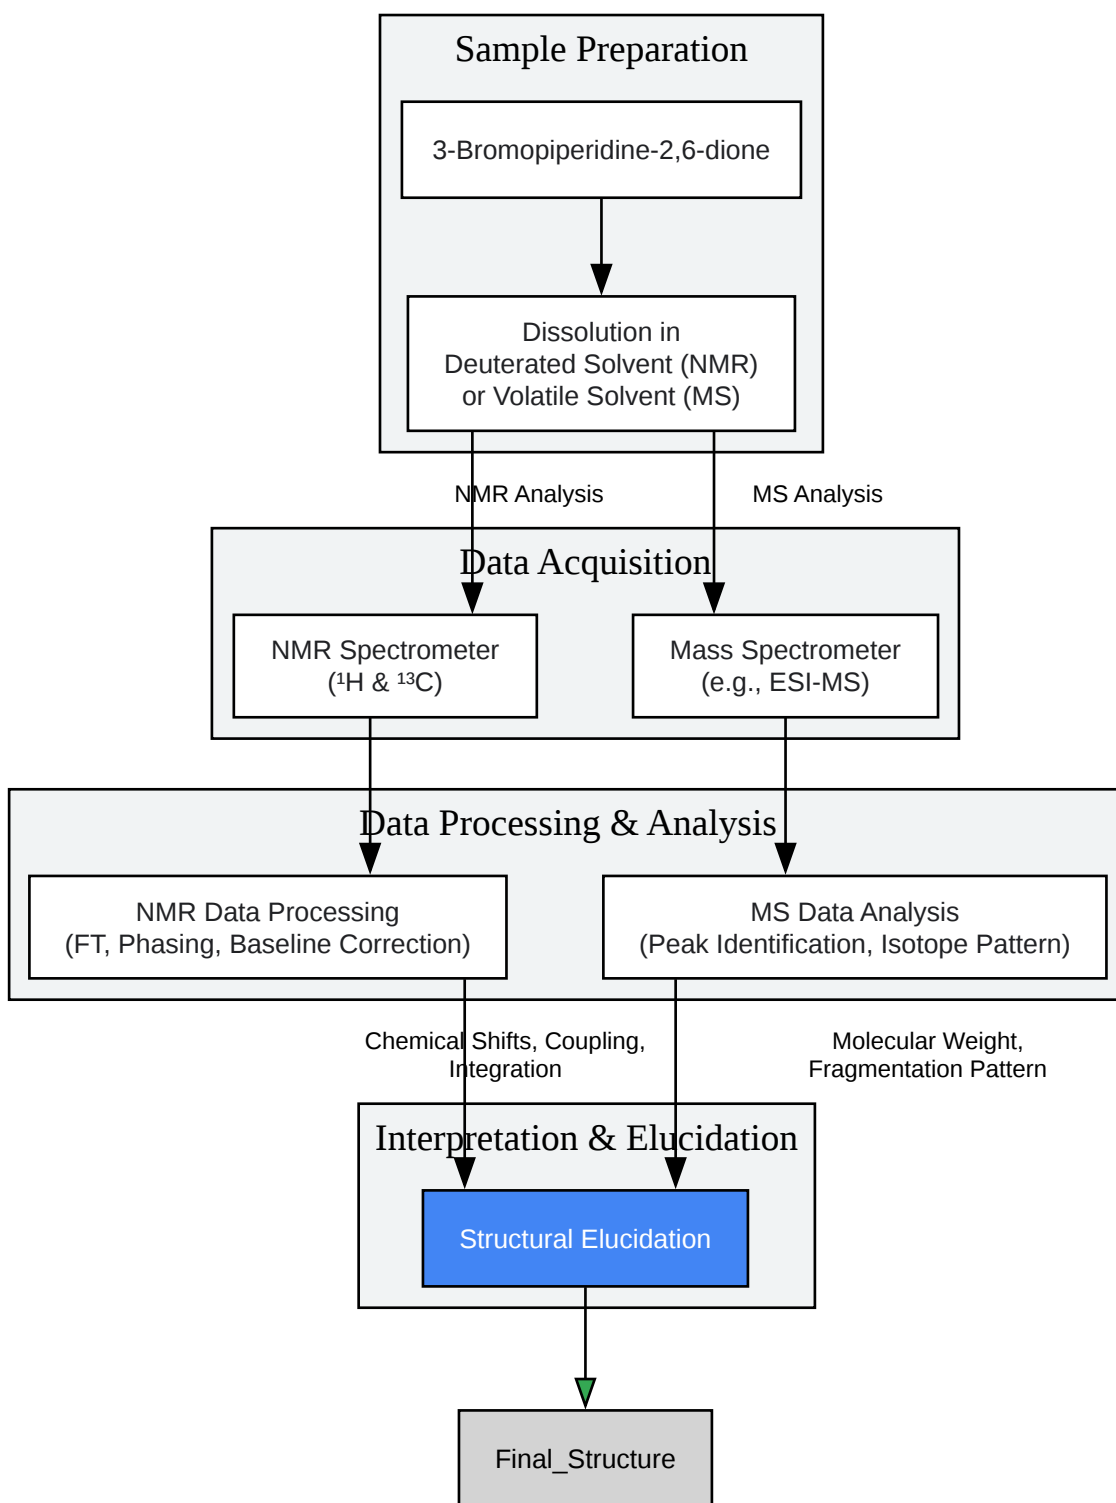 Sample Preparation
3-Bromopiperidine-2,6-dione
Dissolution in
Deuterated Solvent (NMR)
or Volatile Solvent (MS)
NMR Analysis
MS Analysis
Data Acquisition
NMR Spectrometer
(¹H & ¹³C)
Mass Spectrometer
(e.g., ESI-MS)
Data Processing & Analysis
NMR Data Processing
(FT, Phasing, Baseline Correction)
MS Data Analysis
(Peak Identification, Isotope Pattern)
Chemical Shifts, Coupling,
Integration
Molecular Weight,
Fragmentation Pattern
Interpretation & Elucidation
Structural Elucidation
Final_Structure